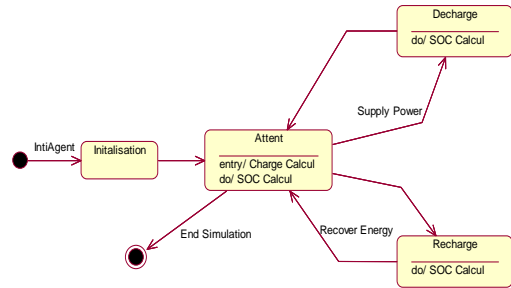 Decharge
do/ SOC Calcul
Supply Power
IntiAgent
Initalisation
Attent
entry/ Charge Calcul
do/ SOC Calcul
End Simulation
Recover Energy
Recharge
do/ SOC Calcul